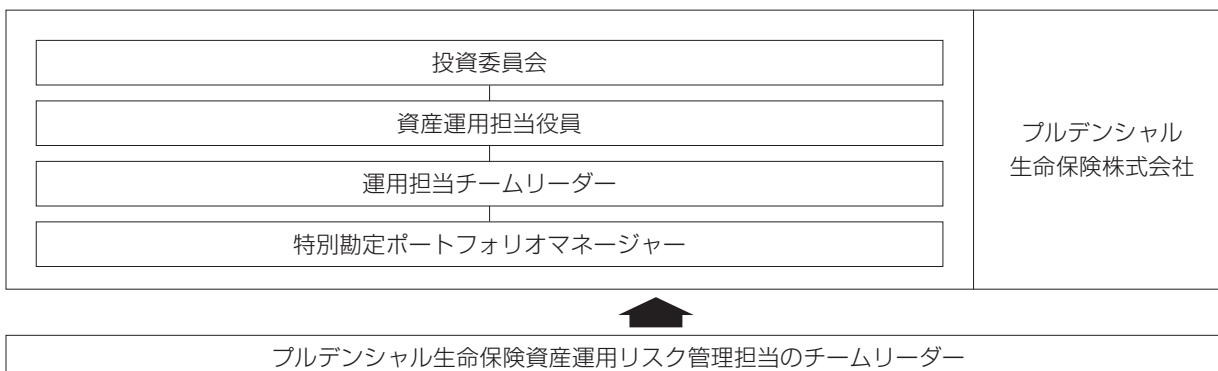 投資委員会
資産運用担当役員
運用担当チームリーダー
特別勘定ポートフォリオマネージャー
プルデンシャル
生命保険株式会社
プルデンシャル生命保険資産運用リスク管理担当のチームリーダー